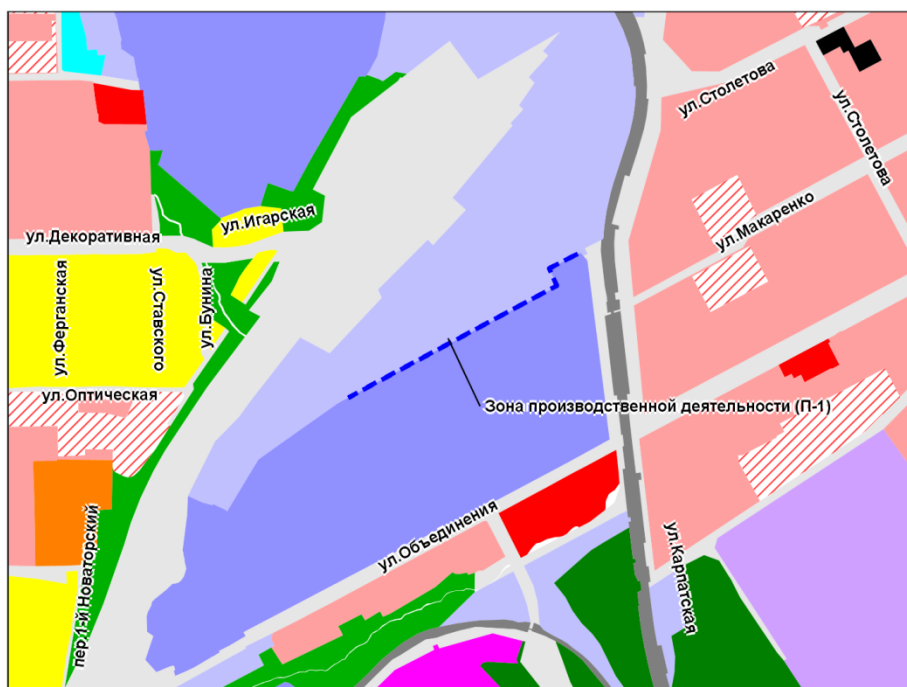 ул.Столетова
ул.Столетова
ул.Игарская
ул.Макаренко
ул.Декоративная
ул.Ферганская
ул.Ставского
ул.Бунина
ул.Оптическая
Зона производственной деятельности (П-1)
ул.Объединения
пер.1-й Новаторский
ул.Карпатская